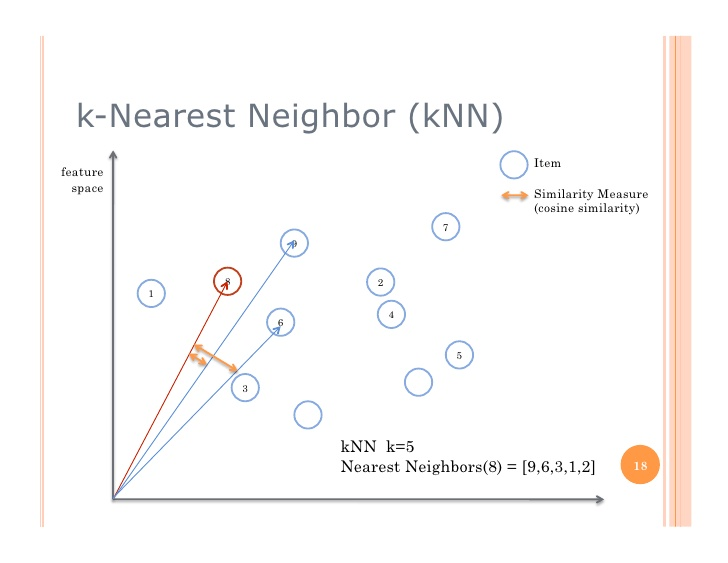 k-Nearest Neighbor (kNN)
feature
space
Item
Similarity Measure
(cosine similarity)
7
9
8
1
2
6
4
5
3
kNN k=5
Nearest Neighbors(8) = [9,6,3,1,2]
18